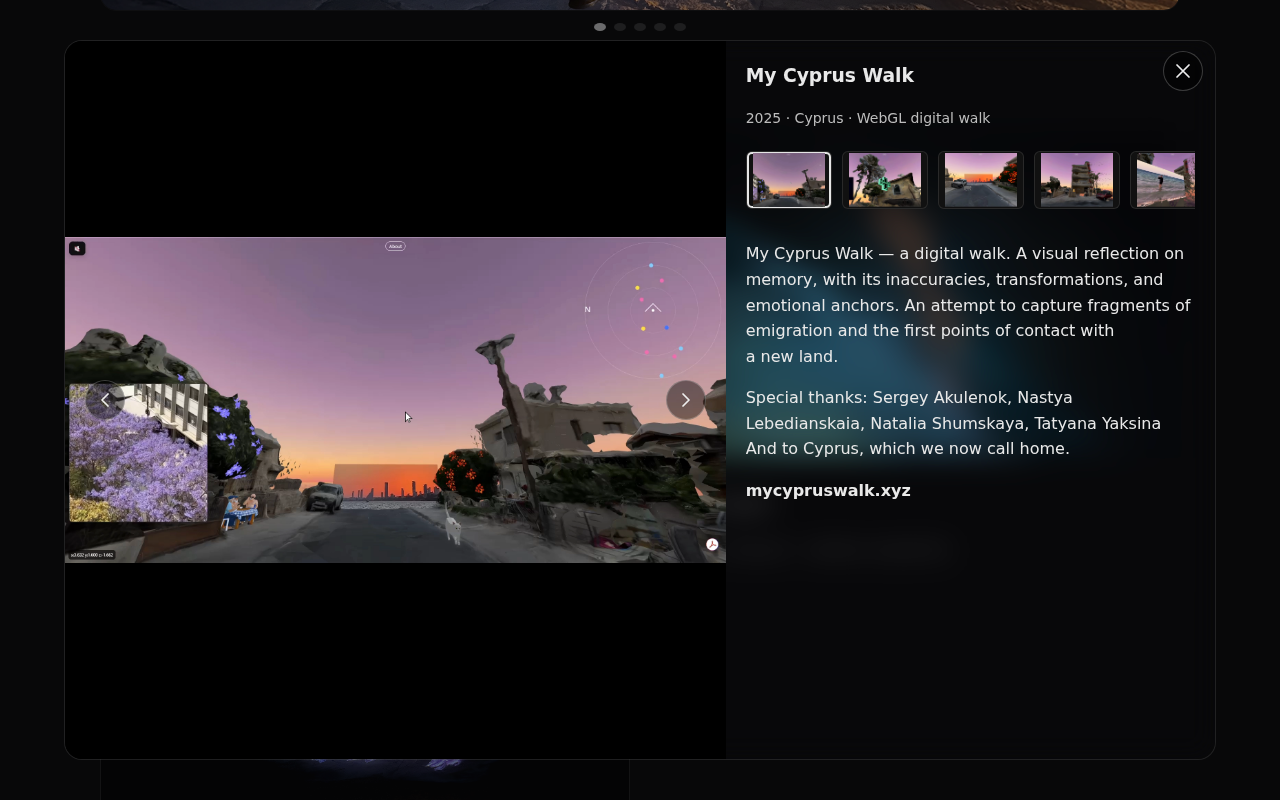 My Cyprus Walk
2025 · Cyprus · WebGL digital walk
My Cyprus Walk — a digital walk. A visual reflection on
memory, with its inaccuracies, transformations, and
emotional anchors. An attempt to capture fragments of
emigration and the first points of contact with
a new land.
Special thanks: Sergey Akulenok, Nastya
Lebedianskaia, Natalia Shumskaya, Tatyana Yaksina
And to Cyprus, which we now call home.
mycypruswalk.xyz
About
N